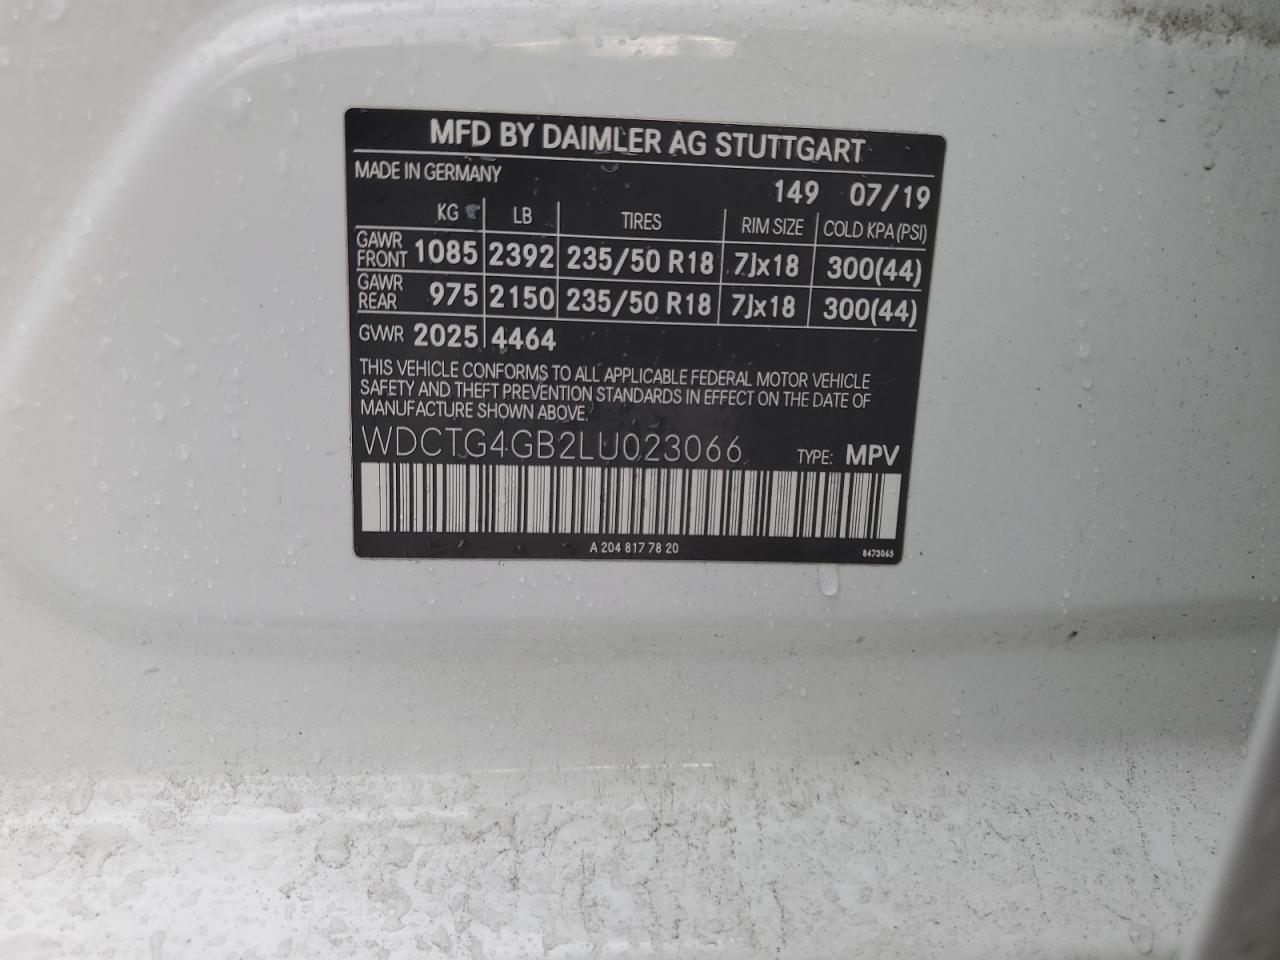 MFD BY DAIMLER AG STUTTGART
MADE IN GERMANY
149 07/19
KG LB TIRES RIM SIZE COLD KPA (PSI)
GAWR FRONT 1085 2392 235/50 R18 7Jx18 300(44)
GAWR REAR 975 2150 235/50 R18 7Jx18 300(44)
GVWR 2025 4464
THIS VEHICLE CONFORMS TO ALL APPLICABLE FEDERAL MOTOR VEHICLE
SAFETY AND THEFT PREVENTION STANDARDS IN EFFECT ON THE DATE OF
MANUFACTURE SHOWN ABOVE.
WDCTG4GB2LU023066 TYPE: MPV
A 204 817 78 20 8473065